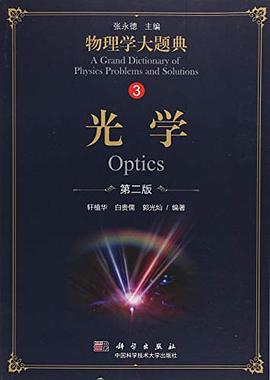 张永德 主编
物理学大题典
A Grand Dictionary of
Physics Problems and Solutions
3
光学
Optics
第二版
轩植华 白贵儒 郭光灿 / 编著
科学出版社
中国科学技术大学出版社